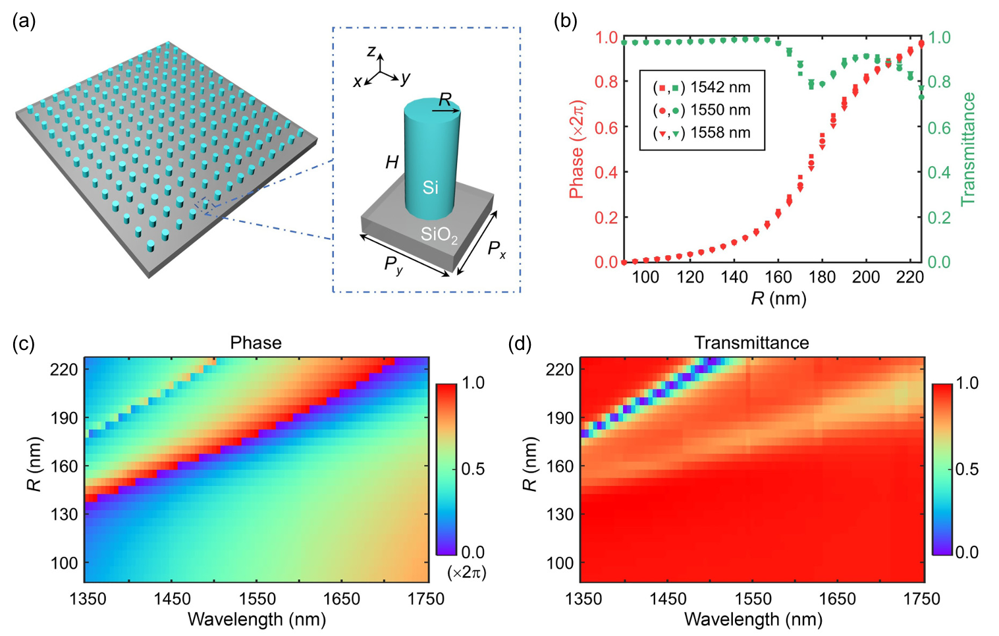 (a)
z
x
y
R
H
Si
SiO2
Py
Px
(b)
1.0
0.8
0.6
0.4
0.2
0.0
Phase (×2π)
(■,■) 1542 nm
(●,●) 1550 nm
(▼,▼) 1558 nm
1.0
0.8
0.6
0.4
0.2
0.0
Transmittance
100 120 140 160 180 200 220
R (nm)
(c)
Phase
220
190
160
130
100
R (nm)
1350 1450 1550 1650 1750
Wavelength (nm)
1.0
0.5
0.0
(×2π)
(d)
Transmittance
220
190
160
130
100
R (nm)
1350 1450 1550 1650 1750
Wavelength (nm)
1.0
0.5
0.0